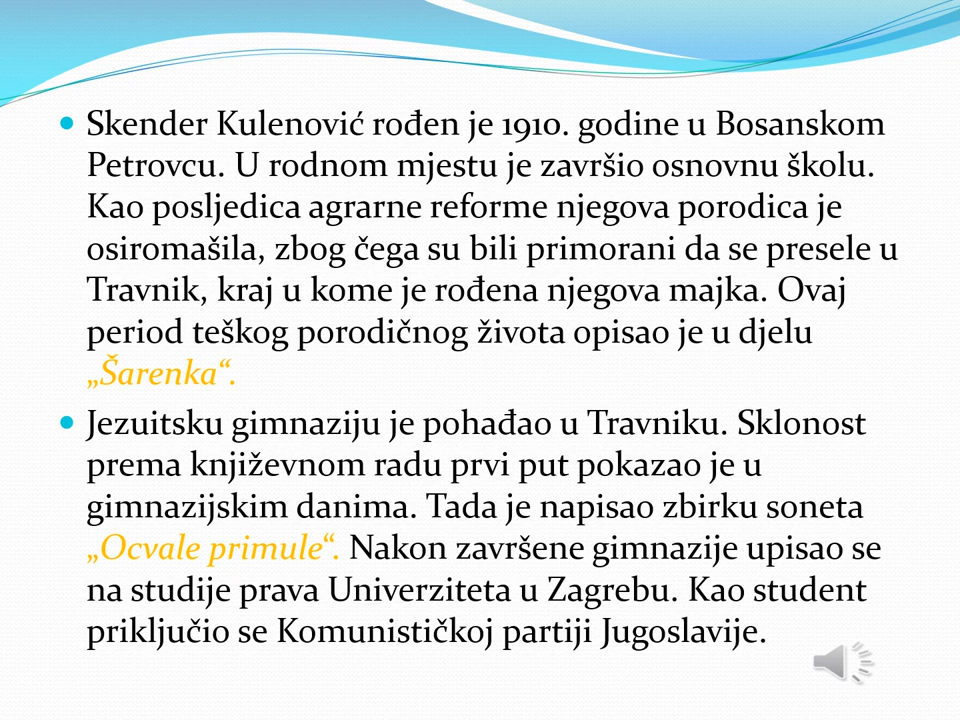 Skender Kulenović rođen je 1910. godine u Bosanskom
Petrovcu. U rodnom mjestu je završio osnovnu školu.
Kao posljedica agrarne reforme njegova porodica je
osiromašila, zbog čega su bili primorani da se presele u
Travnik, kraj u kome je rođena njegova majka. Ovaj
period teškog porodičnog života opisao je u djelu
„Šarenka“.
Jezuitsku gimnaziju je pohađao u Travniku. Sklonost
prema književnom radu prvi put pokazao je u
gimnazijskim danima. Tada je napisao zbirku soneta
„Ocvale primule“. Nakon završene gimnazije upisao se
na studije prava Univerziteta u Zagrebu. Kao student
priključio se Komunističkoj partiji Jugoslavije.